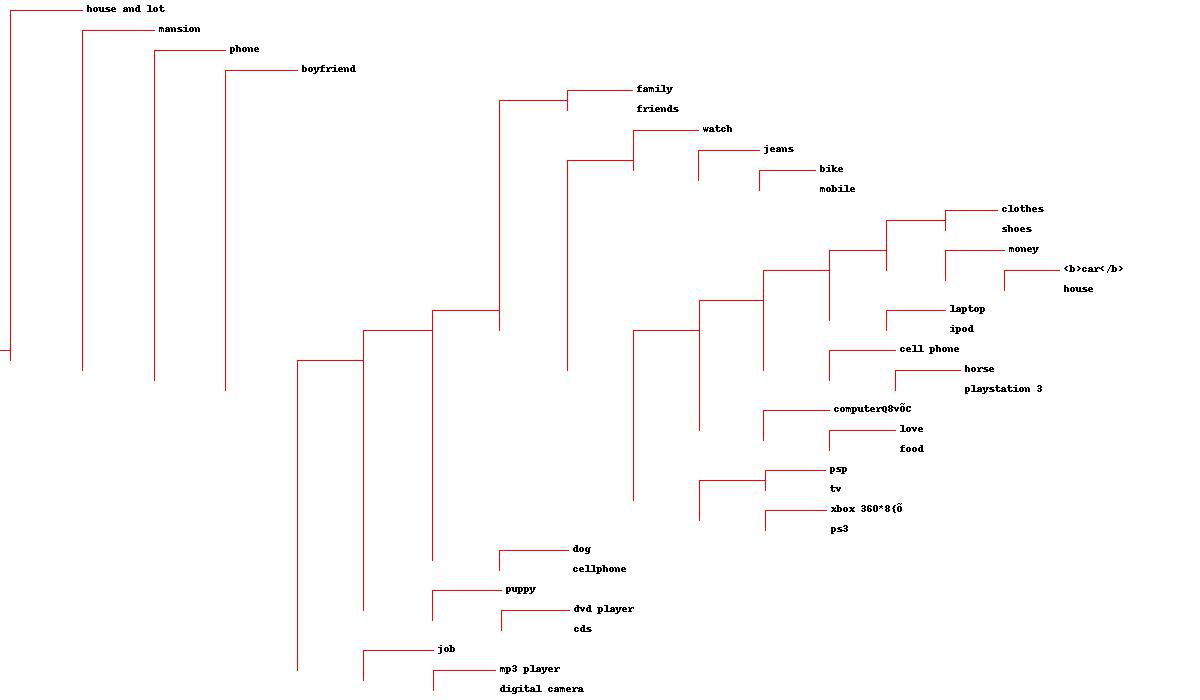 house and lot
mansion
phone
boyfriend
family
friends
watch
jeans
bike
mobile
clothes
shoes
money
<b>car</b>
house
laptop
ipod
cell phone
horse
playstation 3
computerQ8vÕC
love
food
psp
tv
xbox 360*8{Õ
ps3
dog
cellphone
puppy
dvd player
cds
job
mp3 player
digital camera